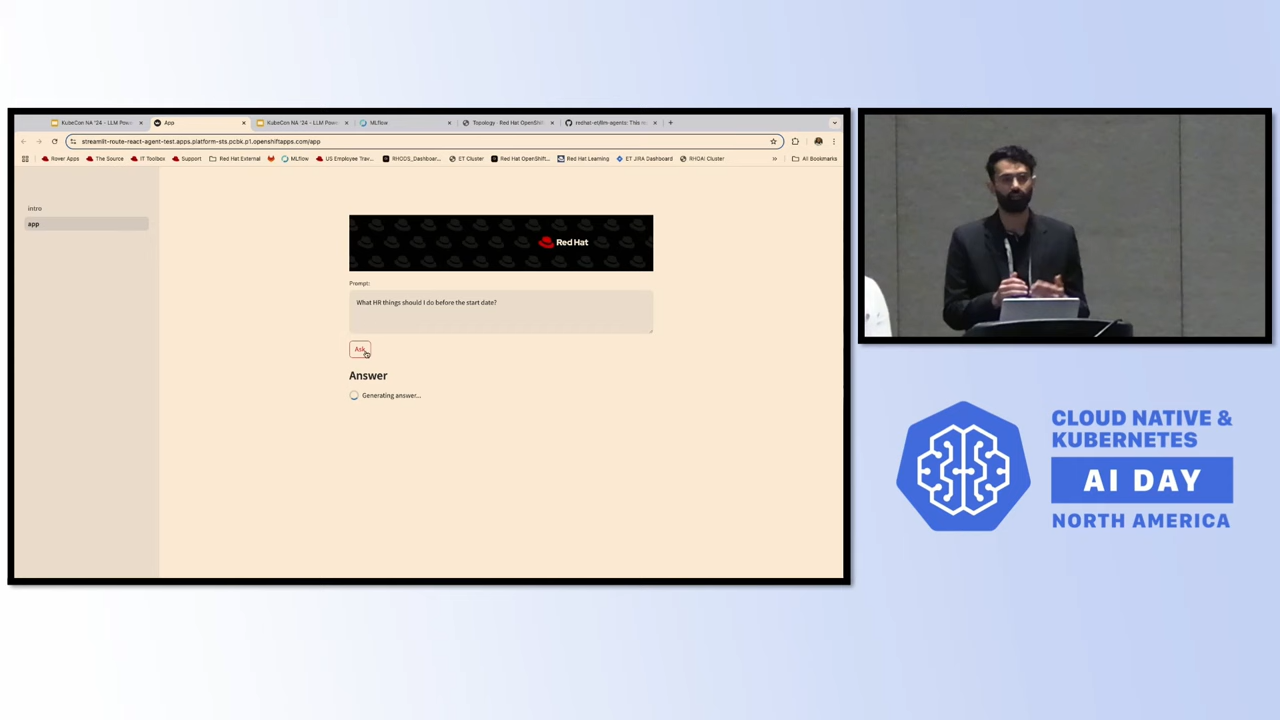 KubeCon NA '24 - LLM Pow
App
KubeCon NA '24 - LLM Powe
MLflow
Topology · Red Hat OpenShift
redhat-et/llm-agents: This r
streamlit-route-react-agent-test.apps.platform-sts.pcbk.p1.openshiftapps.com/app
Rover Apps
The Source
IT Toolbox
Support
Red Hat External
MLflow
US Employee Trav...
RHODS_Dashboar...
ET Cluster
Red Hat OpenShift...
Red Hat Learning
ET JIRA Dashboard
RHOAI Cluster
All Bookmarks
intro
app
Red Hat
Prompt:
What HR things should I do before the start date?
Ask
Answer
Generating answer...
CLOUD NATIVE &
KUBERNETES
AI DAY
NORTH AMERICA